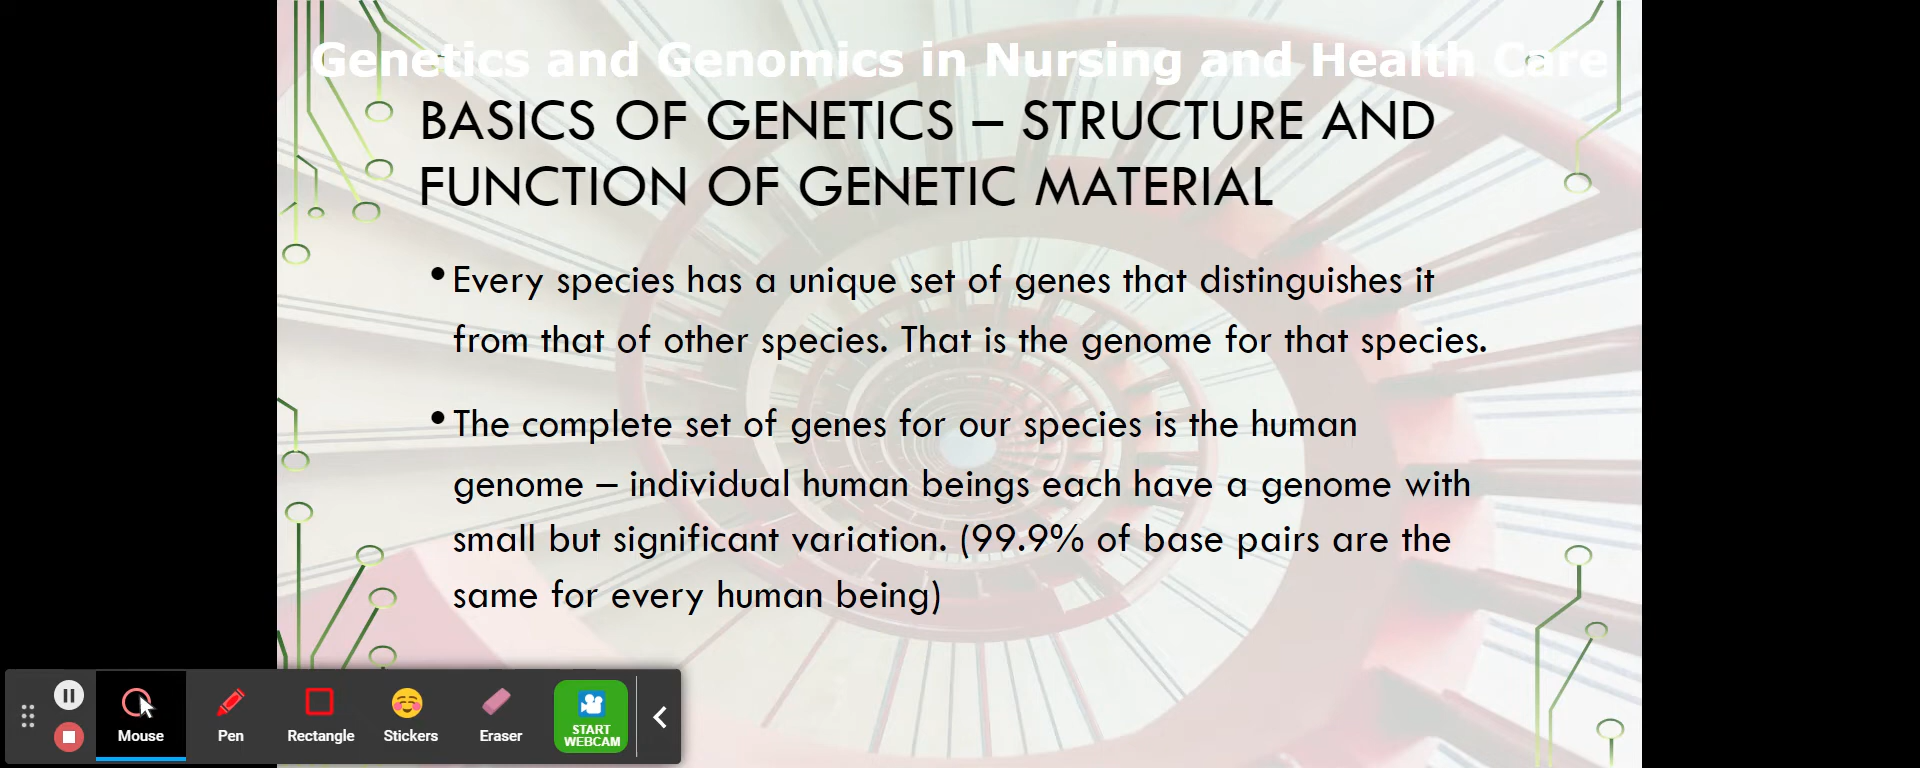 Genetics and Genomics in Nursing and Health Care
BASICS OF GENETICS – STRUCTURE AND
FUNCTION OF GENETIC MATERIAL
• Every species has a unique set of genes that distinguishes it
from that of other species. That is the genome for that species.
• The complete set of genes for our species is the human
genome – individual human beings each have a genome with
small but significant variation. (99.9% of base pairs are the
same for every human being)
Mouse
Pen
Rectangle
Stickers
Eraser
START
WEBCAM